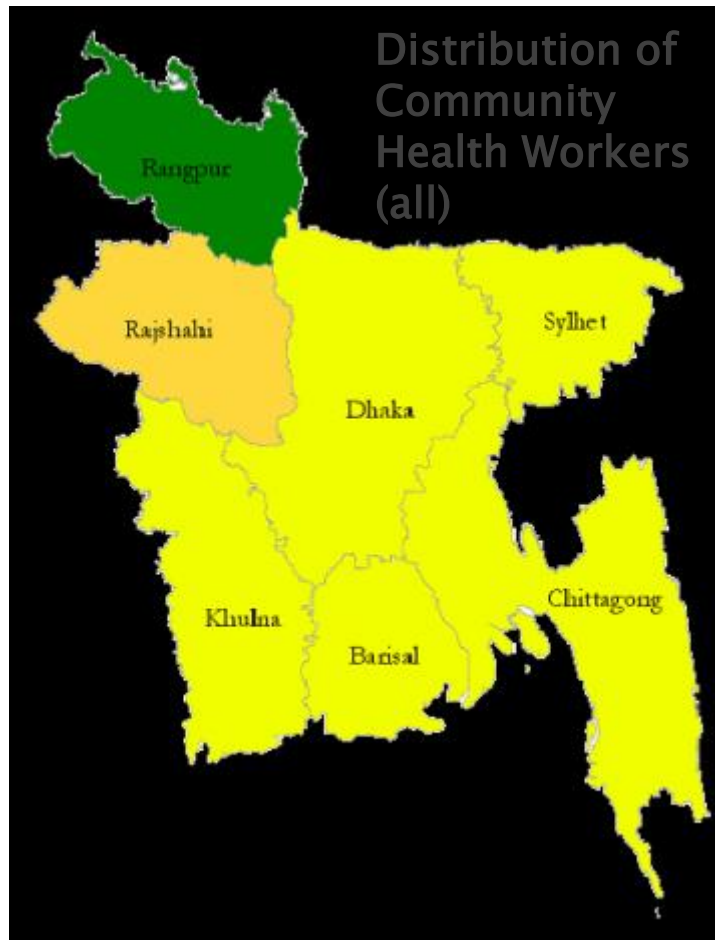 Distribution of
Community
Health Workers
(all)
Rangpur
Rajshahi
Sylhet
Dhaka
Chittagong
Khulna
Barisal